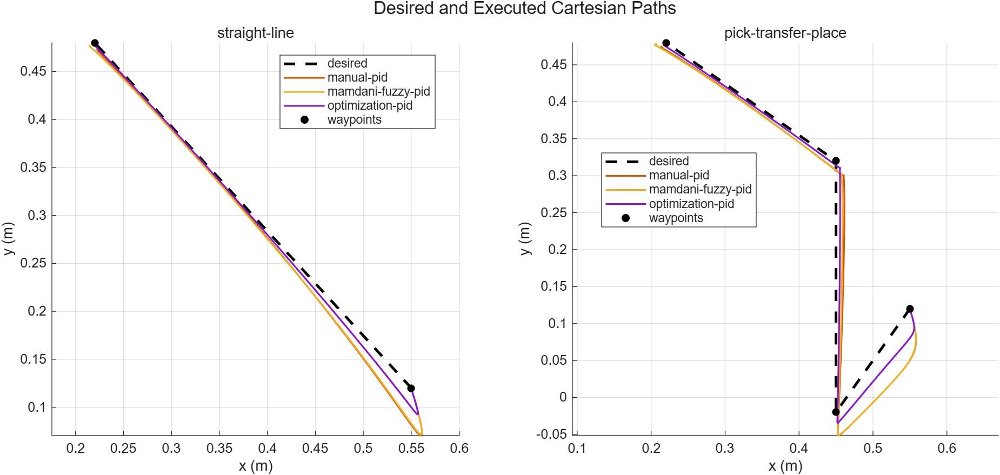 Desired and Executed Cartesian Paths
straight-line
desired
manual-pid
mamdani-fuzzy-pid
optimization-pid
waypoints
0.45
0.4
0.35
0.3
0.25
0.2
0.15
0.1
y (m)
0.2 0.25 0.3 0.35 0.4 0.45 0.5 0.55 0.6
x (m)
pick-transfer-place
desired
manual-pid
mamdani-fuzzy-pid
optimization-pid
waypoints
0.45
0.4
0.35
0.3
0.25
0.2
0.15
0.1
0.05
0
-0.05
y (m)
0.1 0.2 0.3 0.4 0.5 0.6
x (m)